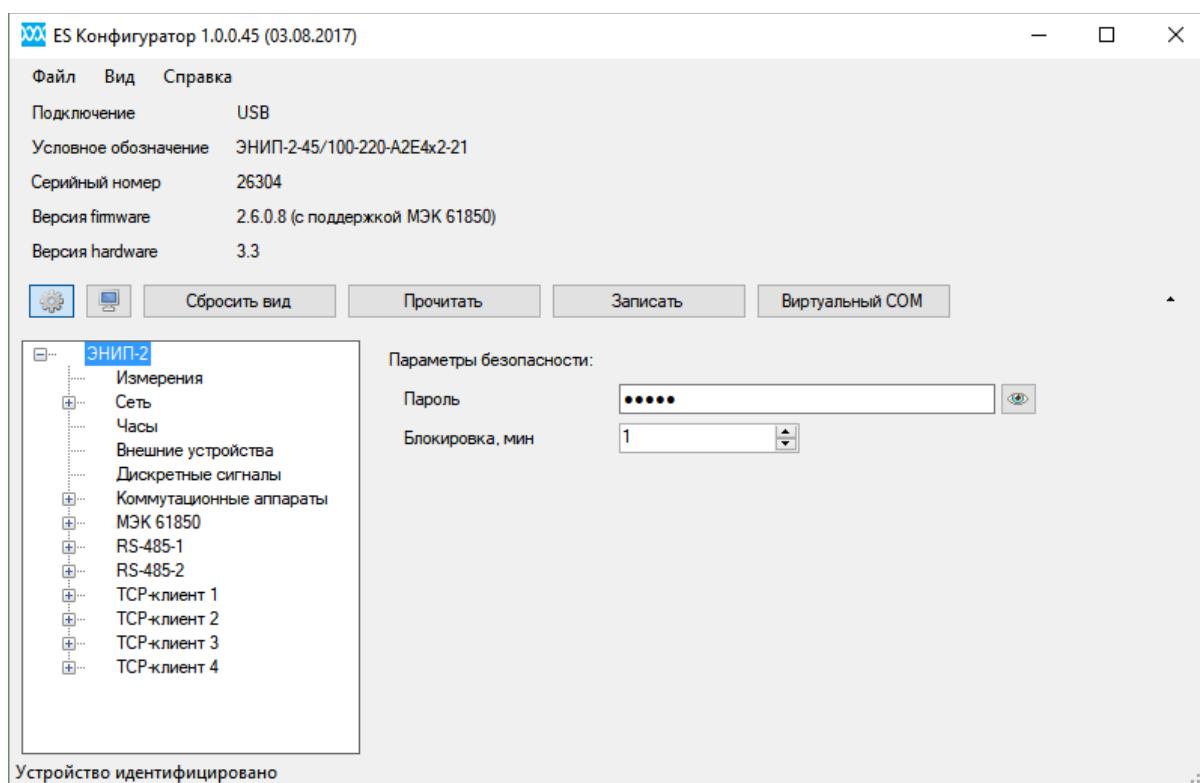 ES Конфигуратор 1.0.0.45 (03.08.2017)
Файл Вид Справка
Подключение USB
Условное обозначение ЭНИП-2-45/100-220-A2E4x2-21
Серийный номер 26304
Версия firmware 2.6.0.8 (с поддержкой МЭК 61850)
Версия hardware 3.3
Сбросить вид Прочитать Записать Виртуальный COM
ЭНИП-2
Измерения
Сеть
Часы
Внешние устройства
Дискретные сигналы
Коммутационные аппараты
МЭК 61850
RS-485-1
RS-485-2
TCP-клиент 1
TCP-клиент 2
TCP-клиент 3
TCP-клиент 4
Параметры безопасности:
Пароль •••••
Блокировка, мин 1
Устройство идентифицировано